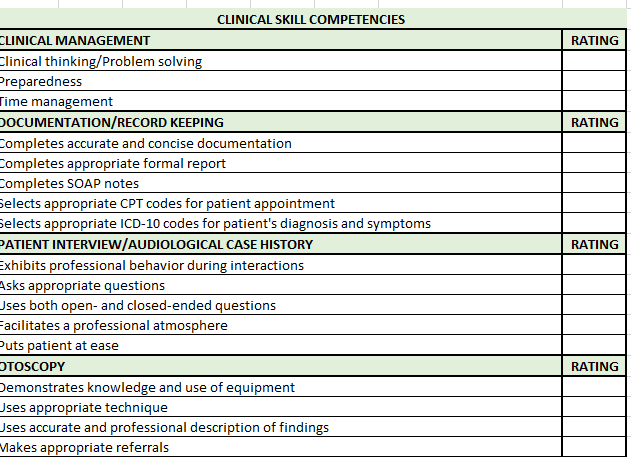 CLINICAL SKILL COMPETENCIES
CLINICAL MANAGEMENT RATING
Clinical thinking/Problem solving
Preparedness
Time management
DOCUMENTATION/RECORD KEEPING RATING
Completes accurate and concise documentation
Completes appropriate formal report
Completes SOAP notes
Selects appropriate CPT codes for patient appointment
Selects appropriate ICD-10 codes for patient's diagnosis and symptoms
PATIENT INTERVIEW/AUDIOLOGICAL CASE HISTORY RATING
Exhibits professional behavior during interactions
Asks appropriate questions
Uses both open- and closed-ended questions
Facilitates a professional atmosphere
Puts patient at ease
OTOSCOPY RATING
Demonstrates knowledge and use of equipment
Uses appropriate technique
Uses accurate and professional description of findings
Makes appropriate referrals